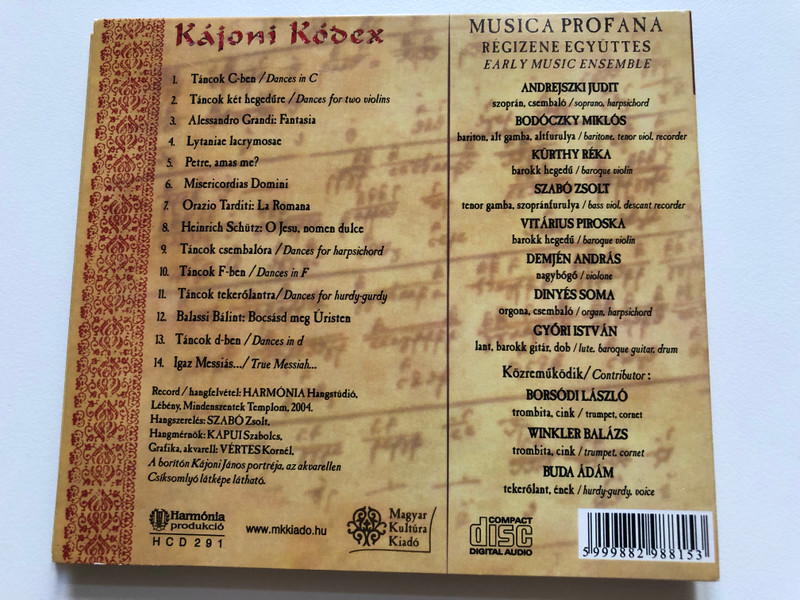 Kájoni Kódex
1. Táncok C-ben / Dances in C
2. Táncok két hegedűre / Dances for two violins
3. Alessandro Grandi: Fantasia
4. Lytaniae lacrymosae
5. Petre, amas me?
6. Misericordias Domini
7. Orazio Tarditi: La Romana
8. Heinrich Schütz: O Jesu, nomen dulce
9. Táncok csembalóra / Dances for harpsichord
10. Táncok F-ben / Dances in F
11. Táncok tekerőlantra/ Dances for hurdy-gurdy
12. Balassi Bálint: Bocsásd meg Úristen
13. Táncok d-ben / Dances in d
14. Igaz Messiás.../ True Messiah...
Record / hangfelvétel: HARMÓNIA Hangstúdió,
Lébény, Mindenszentek Templom, 2004.
Hangszerelés: SZABÓ Zsolt,
Hangmérnök: KAPUI Szabolcs,
Grafika, akvarell: VÉRTES Kornél,
A borítón Kájoni János portréja, az akvarellen
Csíksomlyó látképe látható.
Harmónia
produkció
HCD 291
www.mkkiado.hu
Magyar
Kultúra
Kiadó
MUSICA PROFANA
RÉGIZENE EGYÜTTES
EARLY MUSIC ENSEMBLE
ANDREJSZKI JUDIT
szoprán, csembaló / soprano, harpsichord
BODÓCZKY MIKLÓS
bariton, alt gamba, altfurulya / baritone, tenor viol, recorder
KÜRTHY RÉKA
barokk hegedű / baroque violin
SZABÓ ZSOLT
tenor gamba, szopránfurulya / bass viol, descant recorder
VITÁRIUS PIROSKA
barokk hegedű / baroque violin
DEMJÉN ANDRÁS
nagybőgő / violone
DINYÉS SOMA
orgona, csembaló / organ, harpsichord
GYŐRI ISTVÁN
lant, barokk gitár, dob / lute, baroque guitar, drum
Közreműködik/ Contributor:
BORSÓDI LÁSZLÓ
trombita, cink / trumpet, cornet
WINKLER BALÁZS
trombita, cink / trumpet, cornet
BUDA ÁDÁM
tekerőlant, ének / hurdy-gurdy, voice
COMPACT
disc
DIGITAL AUDIO
5 999882 988153